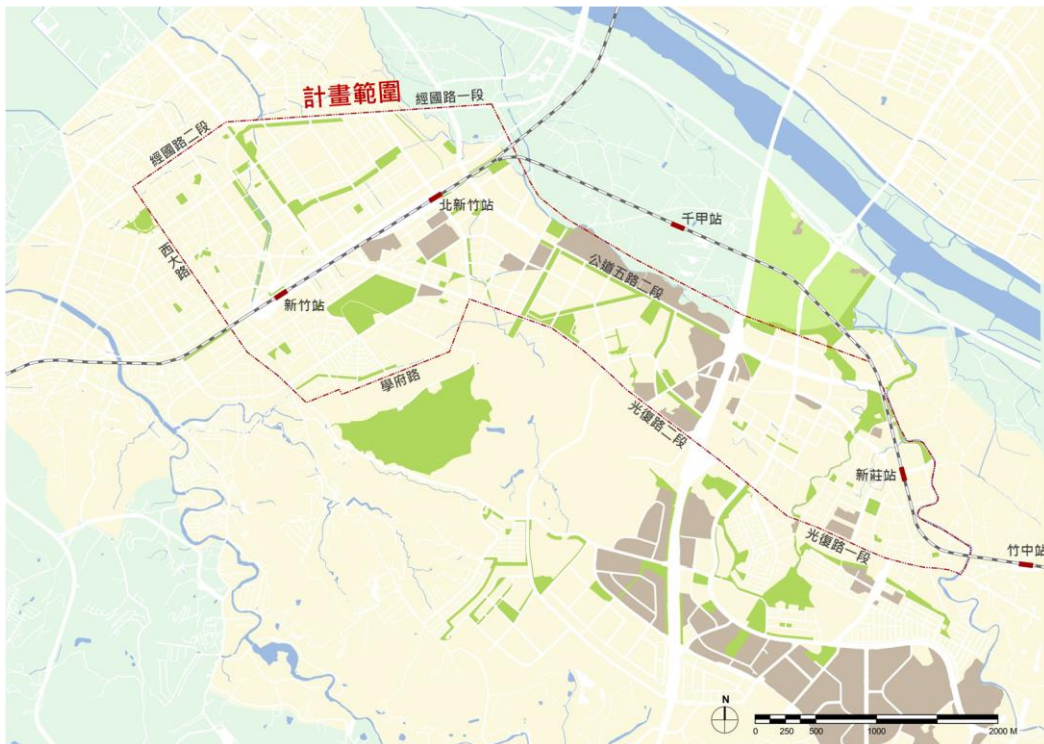 計畫範圍
經國路一段
經國路二段
北新竹站
千甲站
西大路
公道五路二段
新竹站
學府路
光復路二段
新莊站
光復路一段
竹中站
N
0 250 500 1000 2000 M